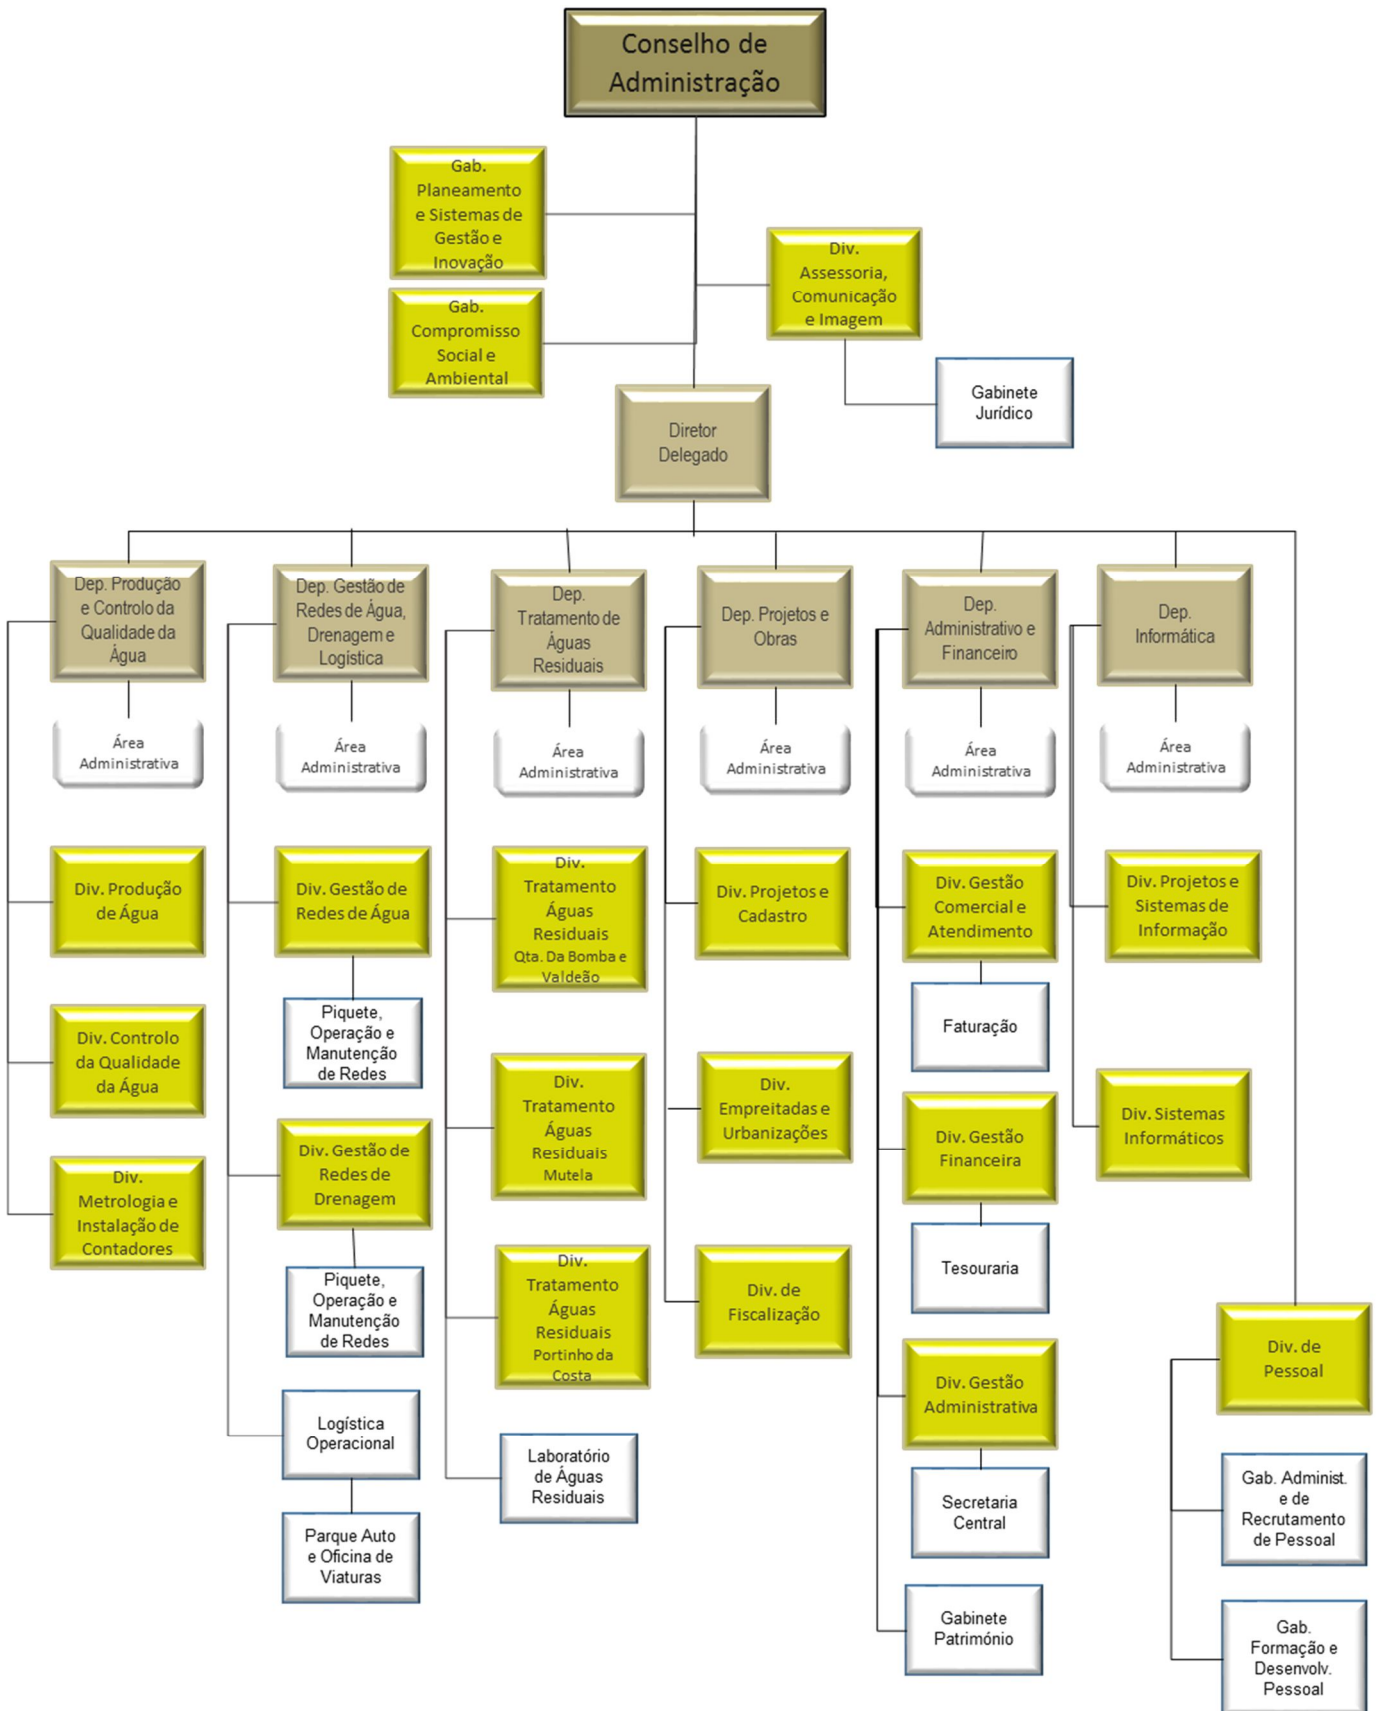 Conselho de
Administração
Gab.
Planeamento
e Sistemas de
Gestão e
Inovação
Div.
Assessoria,
Comunicação
e Imagem
Gab.
Compromisso
Social e
Ambiental
Gabinete
Jurídico
Diretor
Delegado
Dep. Produção
e Controlo da
Qualidade da
Água
Dep. Gestão de
Redes de Água,
Drenagem e
Logística
Dep.
Tratamento de
Águas
Residuais
Dep. Projetos e
Obras
Dep.
Administrativo e
Financeiro
Dep.
Informática
Área
Administrativa
Área
Administrativa
Área
Administrativa
Área
Administrativa
Área
Administrativa
Área
Administrativa
Div. Produção
de Água
Div. Gestão de
Redes de Água
Div.
Tratamento
Águas
Residuais
Qta. Da Bomba e
Valdeão
Div. Projetos e
Cadastro
Div. Gestão
Comercial e
Atendimento
Div. Projetos e
Sistemas de
Informação
Piquete,
Operação e
Manutenção
de Redes
Faturação
Div. Controlo
da Qualidade
da Água
Div.
Tratamento
Águas
Residuais
Mutela
Div.
Empreitadas e
Urbanizações
Div. Gestão
Financeira
Div. Sistemas
Informáticos
Div. Gestão de
Redes de
Drenagem
Div.
Metrologia e
Instalação de
Contadores
Piquete,
Operação e
Manutenção
de Redes
Div.
Tratamento
Águas
Residuais
Portinho da
Costa
Div. de
Fiscalização
Tesouraria
Div. de
Pessoal
Div. Gestão
Administrativa
Logística
Operacional
Laboratório
de Águas
Residuais
Secretaria
Central
Gab. Administ.
e de
Recrutamento
de Pessoal
Parque Auto
e Oficina de
Viaturas
Gabinete
Património
Gab.
Formação e
Desenvolv.
Pessoal